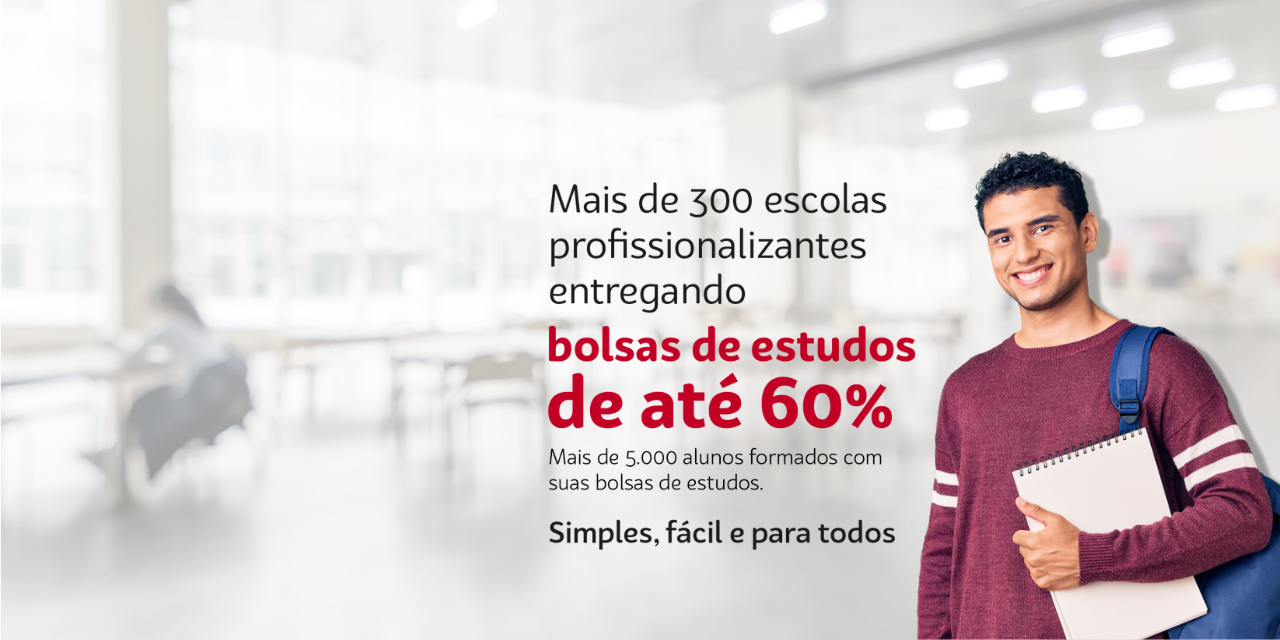 Mais de 300 escolas
profissionalizantes
entregando
bolsas de estudos
de até 60%
Mais de 5.000 alunos formados com
suas bolsas de estudos.
Simples, fácil e para todos